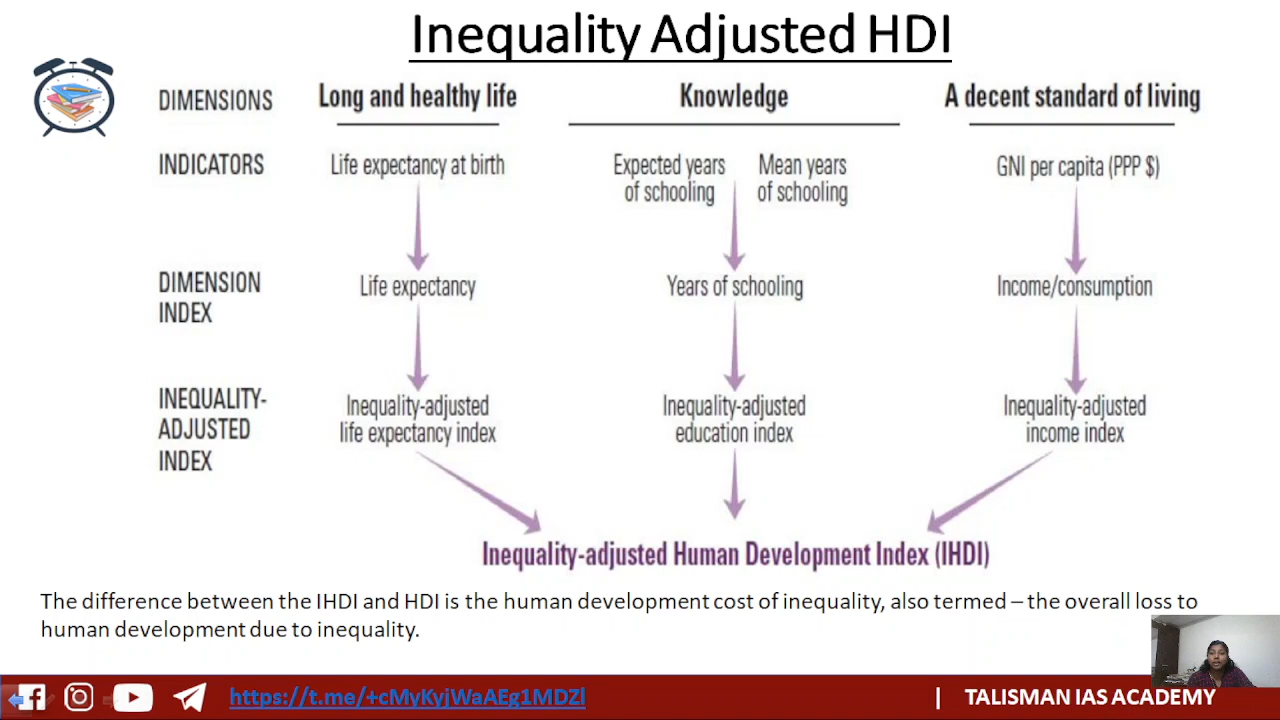 Inequality Adjusted HDI
DIMENSIONS
Long and healthy life
Knowledge
A decent standard of living
INDICATORS
Life expectancy at birth
Expected years
of schooling
Mean years
of schooling
GNI per capita (PPP $)
DIMENSION
INDEX
Life expectancy
Years of schooling
Income/consumption
INEQUALITY-
ADJUSTED
INDEX
Inequality-adjusted
life expectancy index
Inequality-adjusted
education index
Inequality-adjusted
income index
Inequality-adjusted Human Development Index (IHDI)
The difference between the IHDI and HDI is the human development cost of inequality, also termed – the overall loss to
human development due to inequality.
https://t.me/+cMyKyjWaAEg1MDZl
| TALISMAN IAS ACADEMY